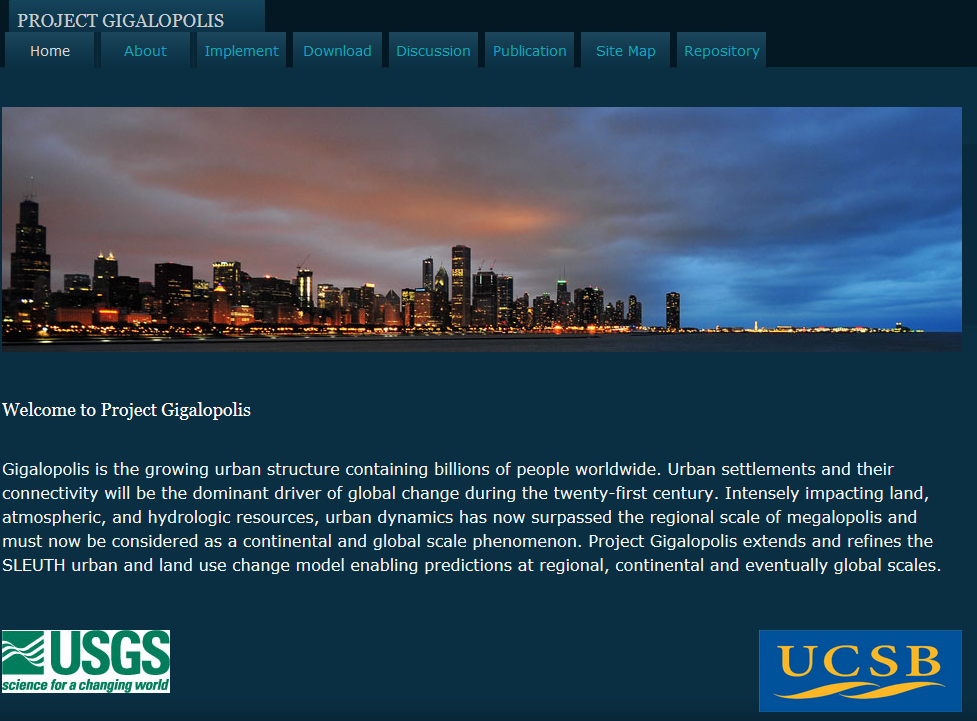 PROJECT GIGALOPOLIS
Home About Implement Download Discussion Publication Site Map Repository
Welcome to Project Gigalopolis
Gigalopolis is the growing urban structure containing billions of people worldwide. Urban settlements and their
connectivity will be the dominant driver of global change during the twenty-first century. Intensely impacting land,
atmospheric, and hydrologic resources, urban dynamics has now surpassed the regional scale of megalopolis and
must now be considered as a continental and global scale phenomenon. Project Gigalopolis extends and refines the
SLEUTH urban and land use change model enabling predictions at regional, continental and eventually global scales.
USGS
science for a changing world
UCSB